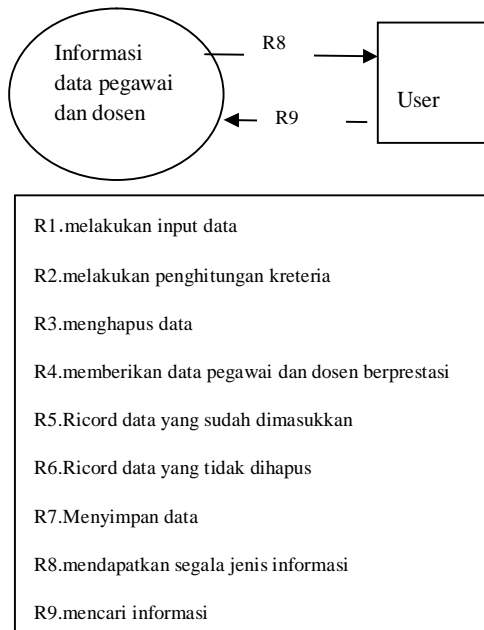 Informasi
data pegawai
dan dosen
R8
User
R9
R1.melakukan input data
R2.melakukan penghitungan kreteria
R3.menghapus data
R4.memberikan data pegawai dan dosen berprestasi
R5.Ricord data yang sudah dimasukkan
R6.Ricord data yang tidak dihapus
R7.Menyimpan data
R8.mendapatkan segala jenis informasi
R9.mencari informasi